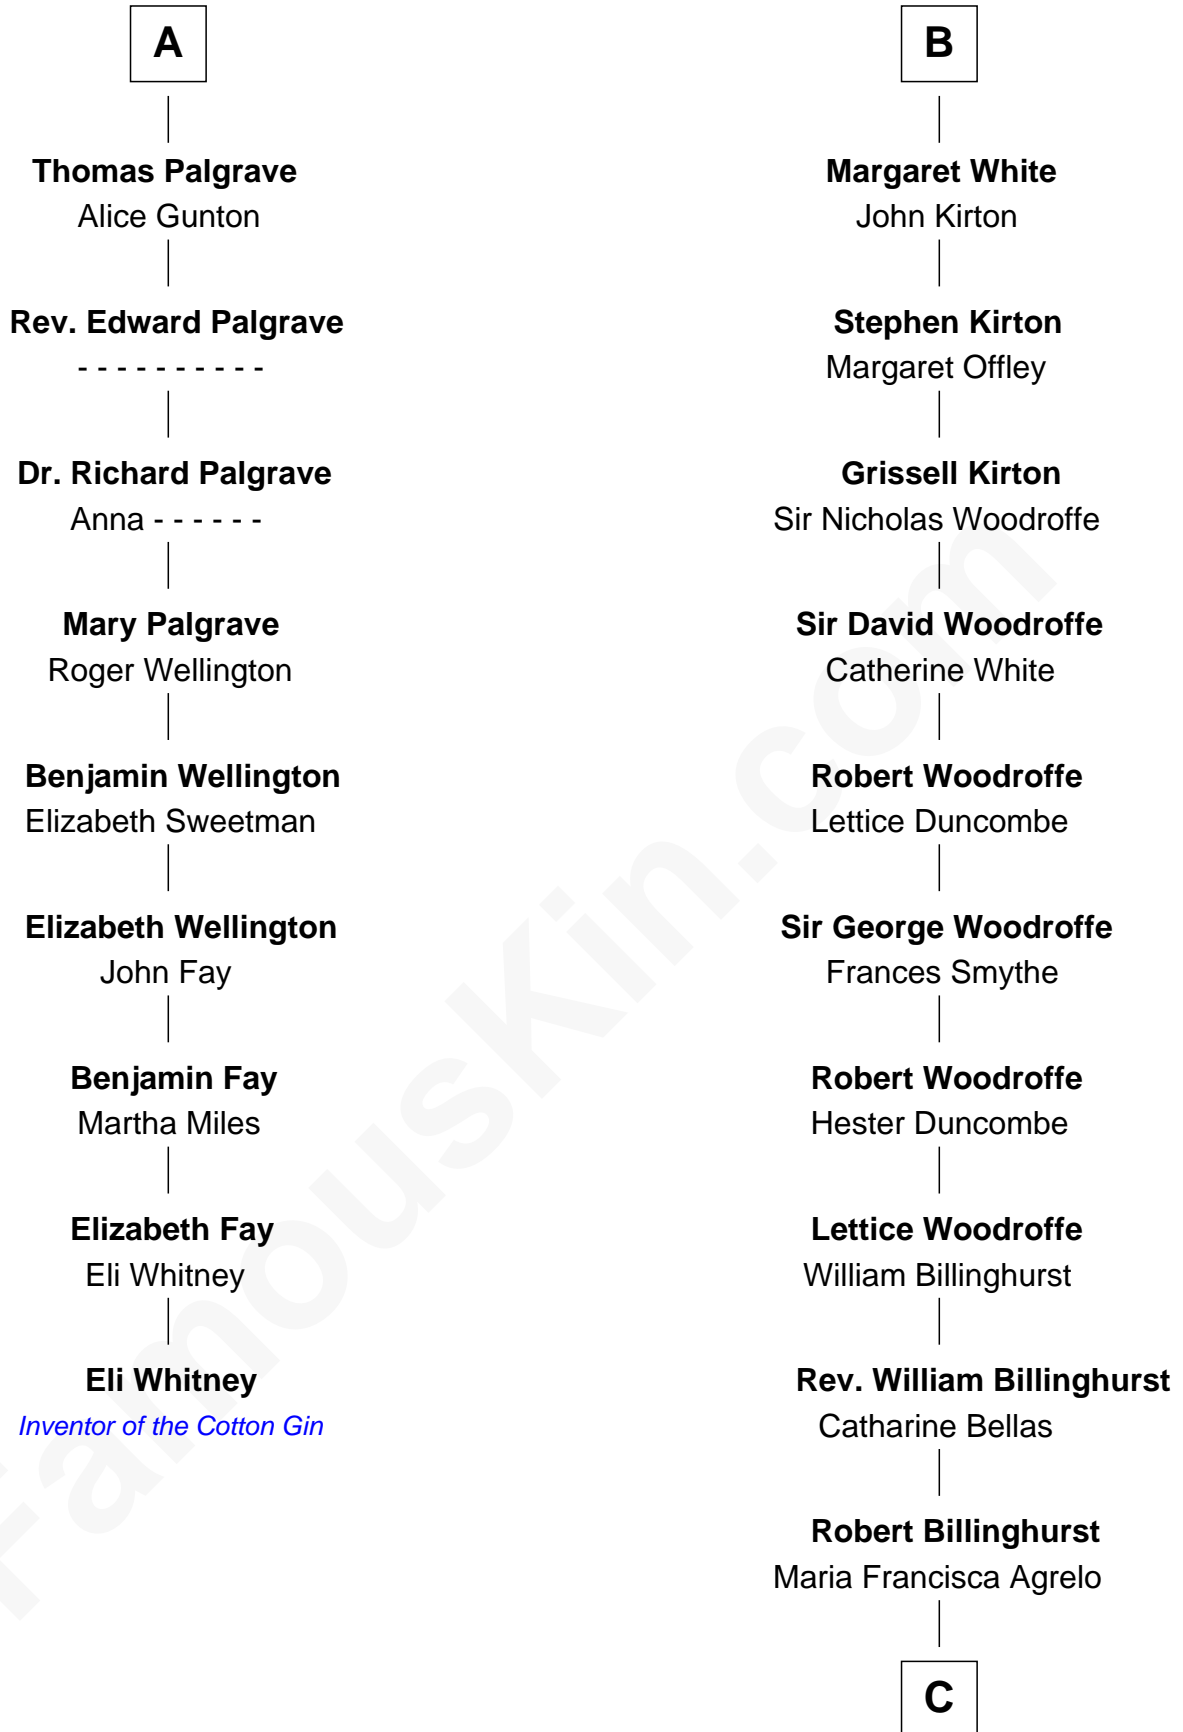 A
Thomas Palgrave
Alice Gunton
Rev. Edward Palgrave
- - - - - - - - - -
Dr. Richard Palgrave
Anna - - - - - -
Mary Palgrave
Roger Wellington
Benjamin Wellington
Elizabeth Sweetman
Elizabeth Wellington
John Fay
Benjamin Fay
Martha Miles
Elizabeth Fay
Eli Whitney
Eli Whitney
Inventor of the Cotton Gin
B
Margaret White
John Kirton
Stephen Kirton
Margaret Offley
Grissell Kirton
Sir Nicholas Woodroffe
Sir David Woodroffe
Catherine White
Robert Woodroffe
Lettice Duncombe
Sir George Woodroffe
Frances Smythe
Robert Woodroffe
Hester Duncombe
Lettice Woodroffe
William Billinghurst
Rev. William Billinghurst
Catharine Bellas
Robert Billinghurst
Maria Francisca Agrelo
C
FamousKin.com